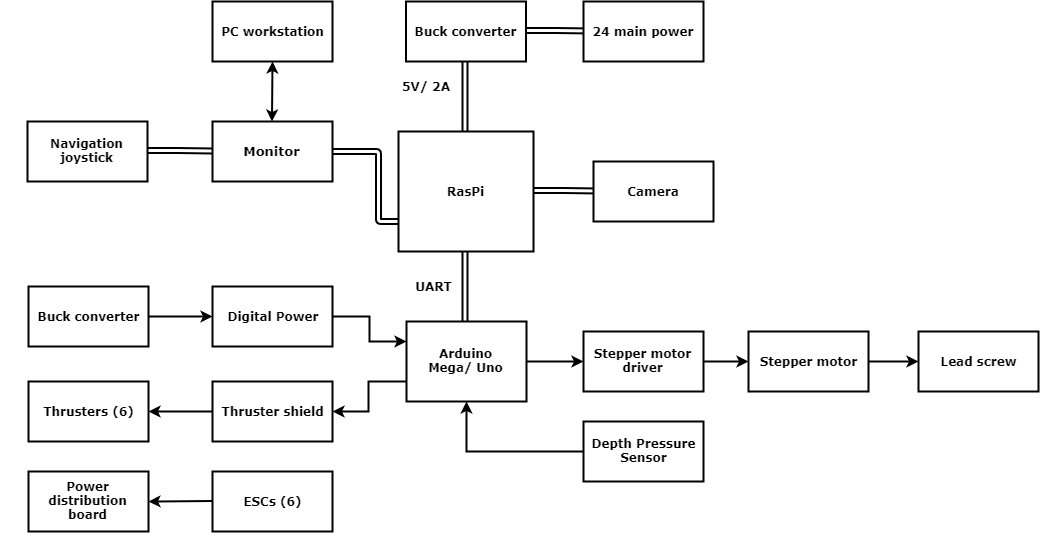 PC workstation
Buck converter
24 main power
5V/ 2A
Navigation
joystick
Monitor
RasPi
Camera
UART
Buck converter
Digital Power
Arduino
Mega/ Uno
Stepper motor
driver
Stepper motor
Lead screw
Thrusters (6)
Thruster shield
Depth Pressure
Sensor
Power
distribution
board
ESCs (6)